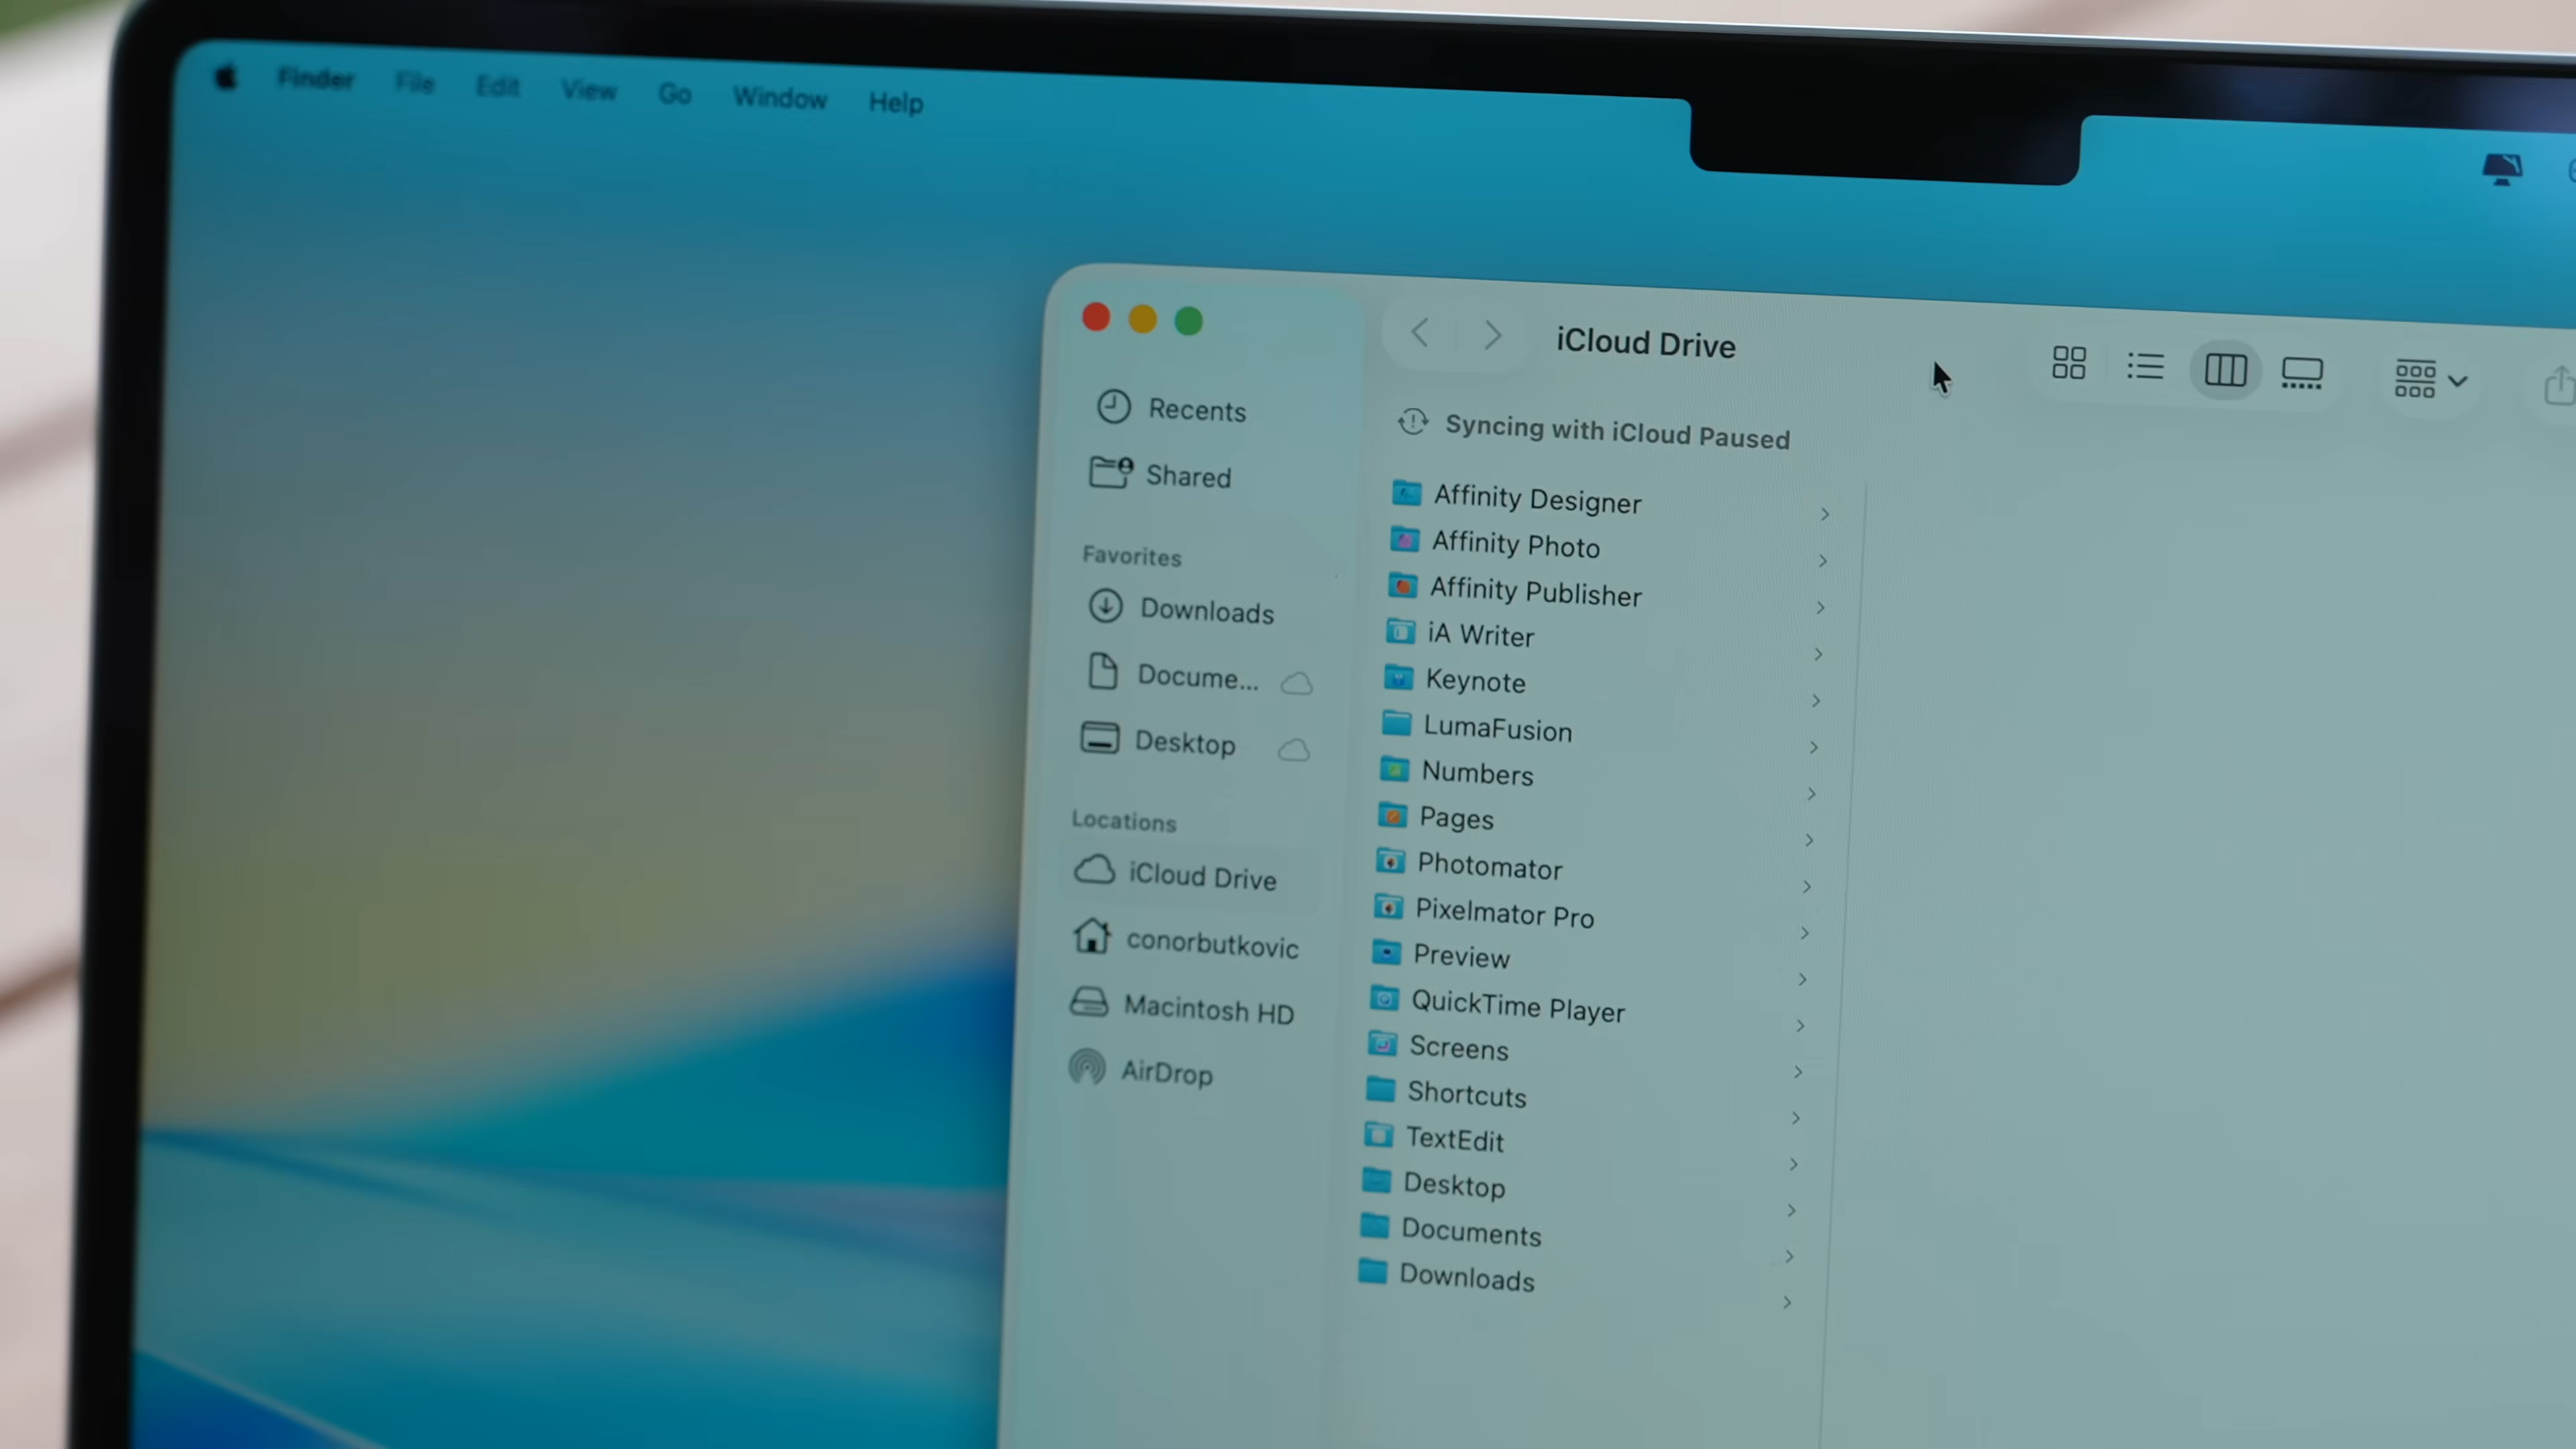 Finder File Edit View Go Window Help
iCloud Drive
Syncing with iCloud Paused
Recents
Shared
Favorites
Downloads
Docume...
Desktop
Locations
iCloud Drive
conorbutkovic
Macintosh HD
AirDrop
Affinity Designer
Affinity Photo
Affinity Publisher
iA Writer
Keynote
LumaFusion
Numbers
Pages
Photomator
Pixelmator Pro
Preview
QuickTime Player
Screens
Shortcuts
TextEdit
Desktop
Documents
Downloads